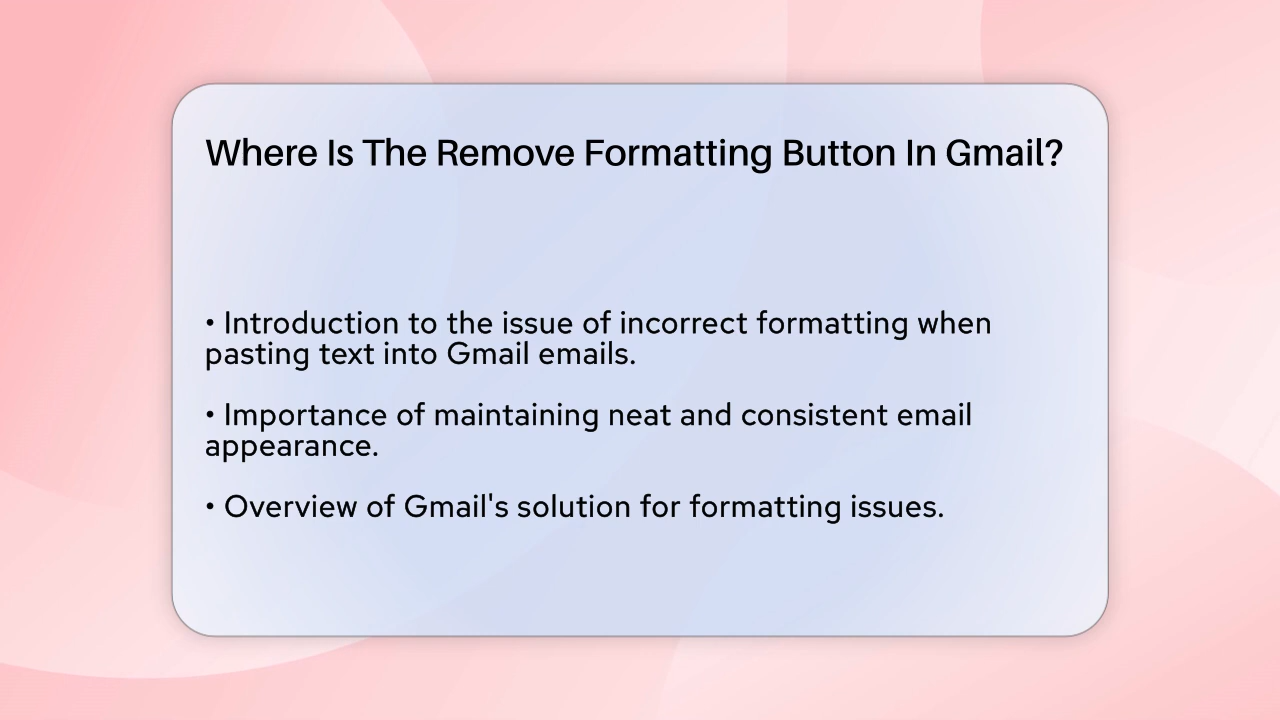 Where Is The Remove Formatting Button In Gmail?
• Introduction to the issue of incorrect formatting when
pasting text into Gmail emails.
• Importance of maintaining neat and consistent email
appearance.
• Overview of Gmail's solution for formatting issues.